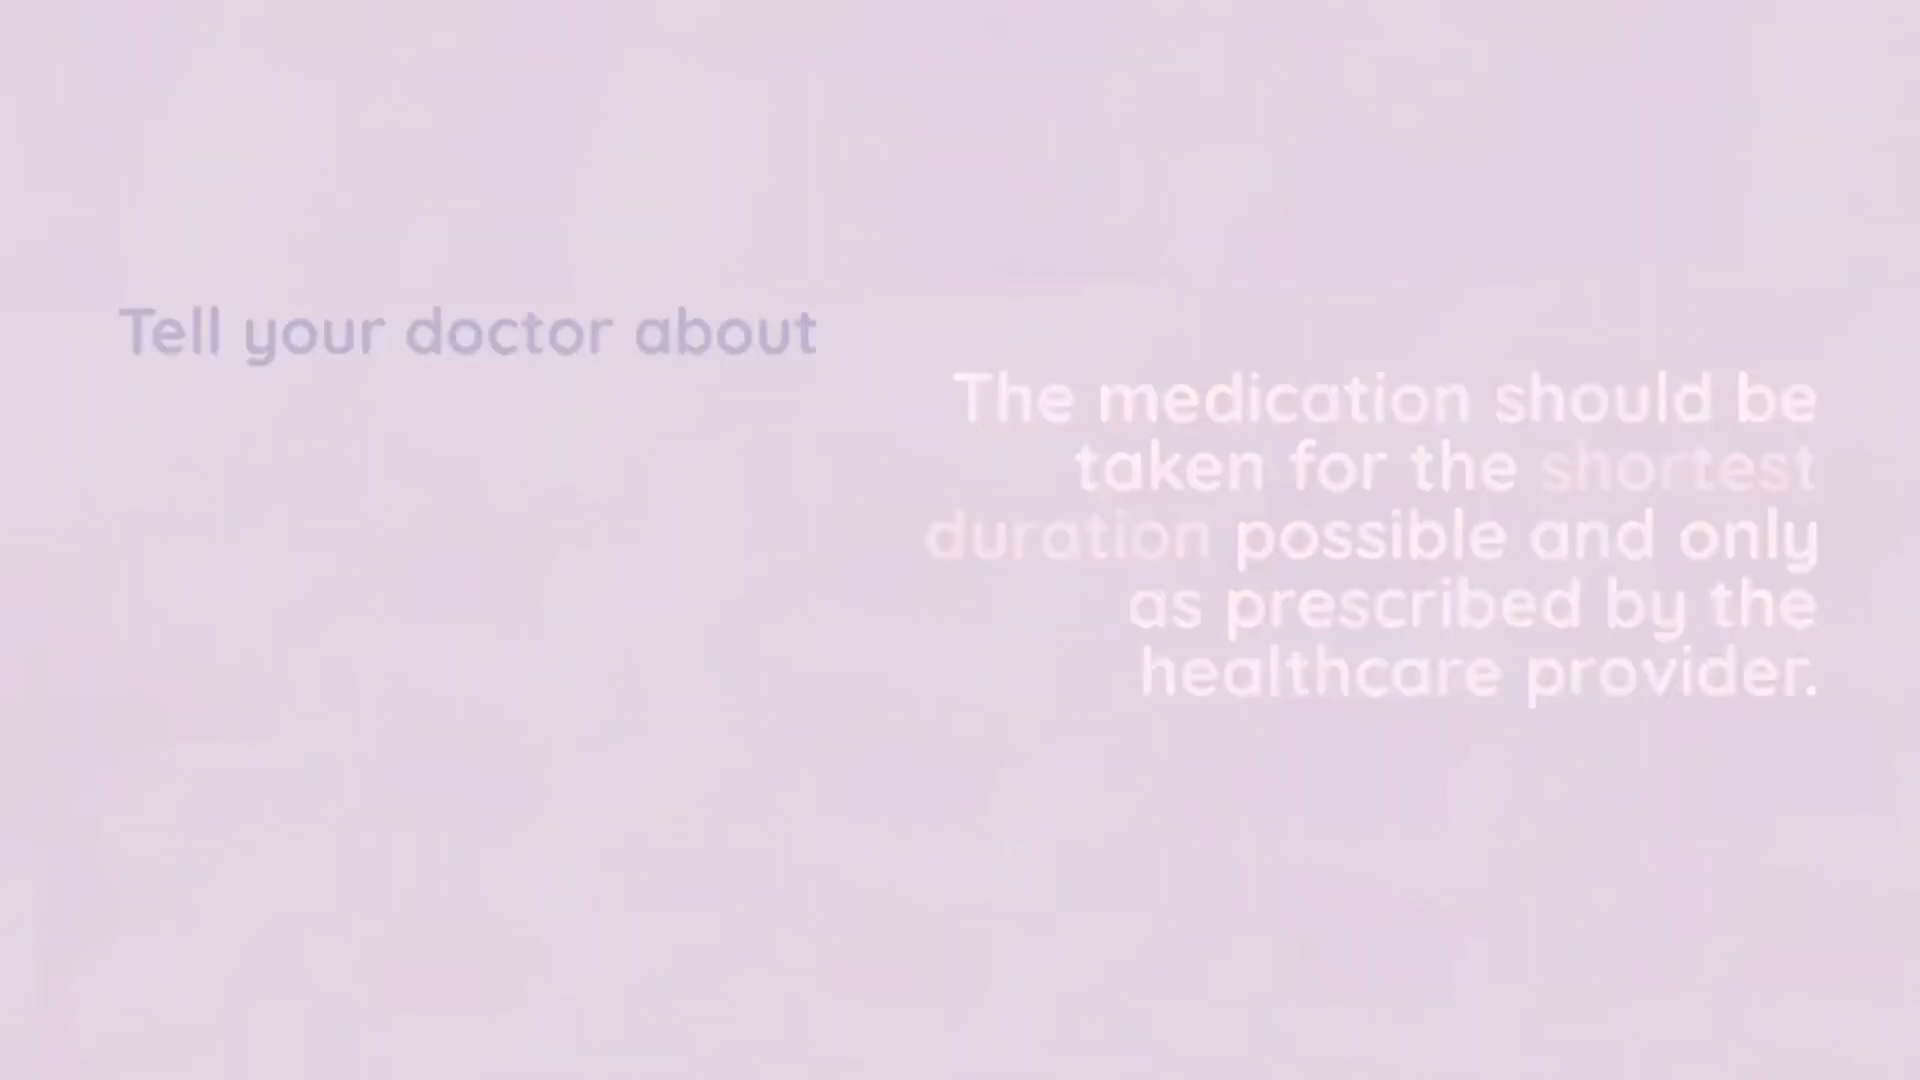 Tell your doctor about
The medication should be
taken for the shortest
duration possible and only
as prescribed by the
healthcare provider.